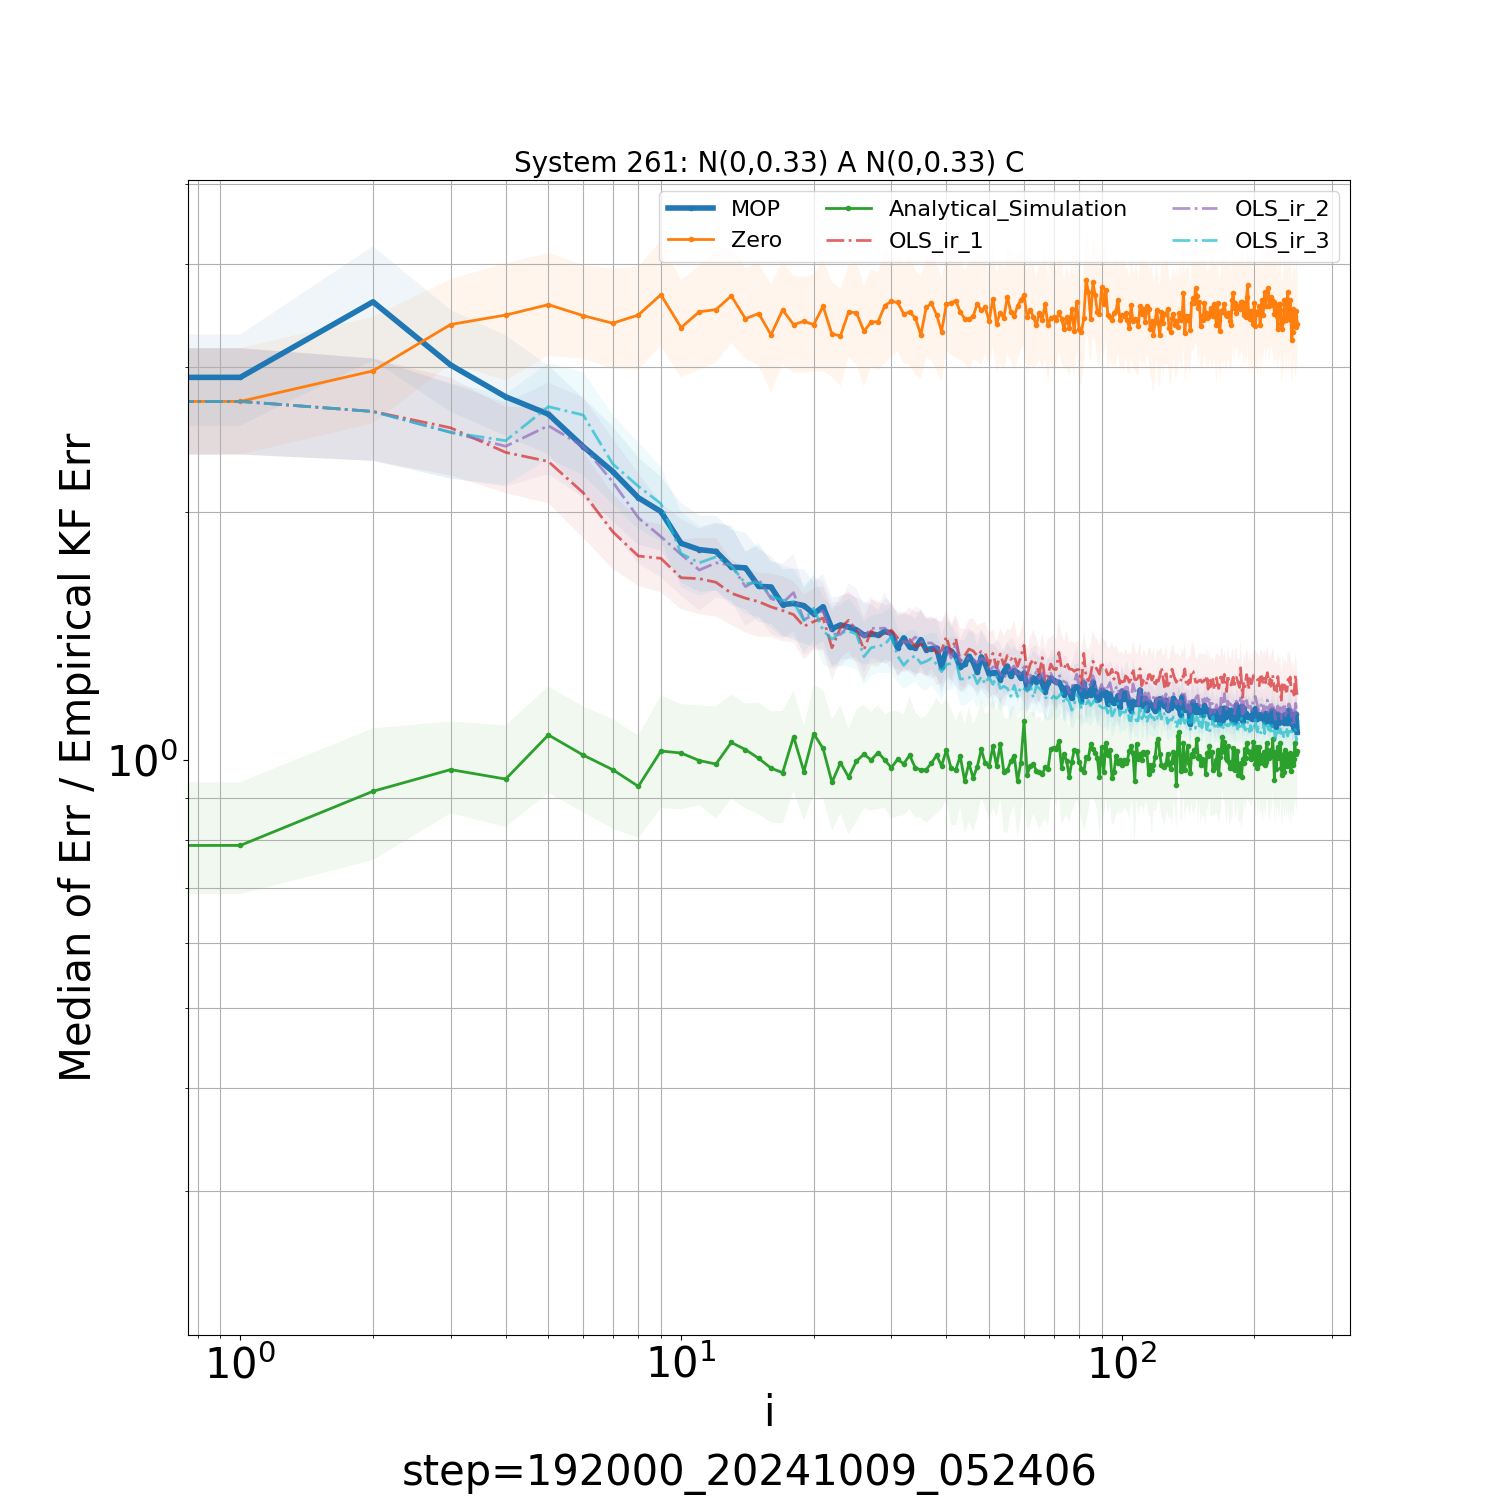 System 261: N(0,0.33) A N(0,0.33) C
MOP
Zero
Analytical_Simulation
OLS_ir_1
OLS_ir_2
OLS_ir_3
Median of Err / Empirical KF Err
10⁰
10⁰ 10¹ 10²
i
step=192000_20241009_052406